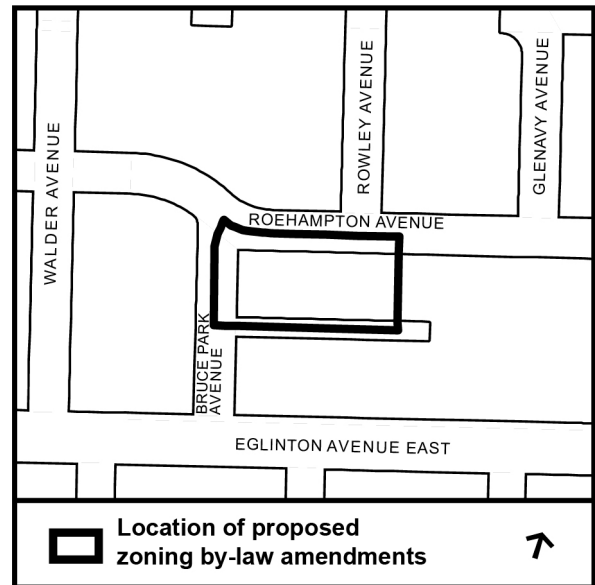 WALDER AVENUE
ROWLEY AVENUE
GLENAVY AVENUE
ROEHAMPTON AVENUE
BRUCE PARK
AVENUE
EGLINTON AVENUE EAST
Location of proposed
zoning by-law amendments